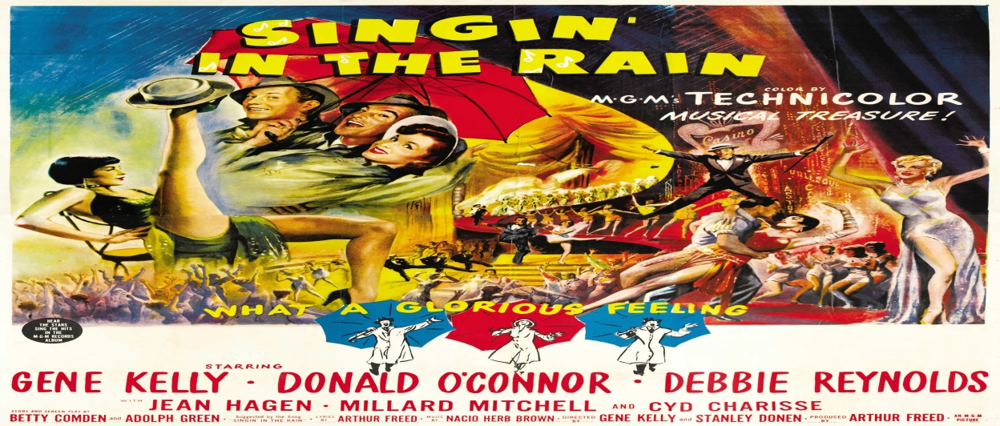 SINGIN'
IN THE RAIN
COLOR BY
M·G·M's TECHNICOLOR
MUSICAL TREASURE!
Casino
WHAT A GLORIOUS FEELING
HEAR
THE STARS
SING THE HITS
IN THE
M-G-M RECORDS
ALBUM
STARRING
GENE KELLY · DONALD O'CONNOR · DEBBIE REYNOLDS
WITH JEAN HAGEN · MILLARD MITCHELL AND CYD CHARISSE
STORY AND SCREEN PLAY BY
BETTY COMDEN and ADOLPH GREEN · Suggested by the Song "SINGIN' IN THE RAIN" · LYRICS BY ARTHUR FREED · MUSIC BY NACIO HERB BROWN · DIRECTED BY GENE KELLY and STANLEY DONEN · PRODUCED BY ARTHUR FREED · AN M-G-M PICTURE